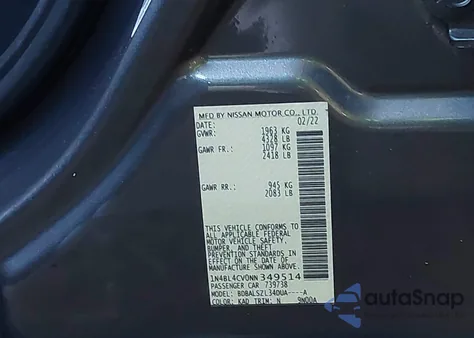 MFD BY NISSAN MOTOR CO., LTD.
DATE: 02/22
GVWR: 1963 KG
4328 LB
GAWR FR.: 1097 KG
2418 LB
GAWR RR.: 945 KG
2083 LB
THIS VEHICLE CONFORMS TO
ALL APPLICABLE FEDERAL
MOTOR VEHICLE SAFETY,
BUMPER, AND THEFT
PREVENTION STANDARDS IN
EFFECT ON THE DATE OF
MANUFACTURE SHOWN ABOVE.
1N4BL4CV0NN349514
PASSENGER CAR 739738
MODEL: BDBALSZL34OUA----A
COLOR: KAD TRIM: N 9N00A
autoSnap